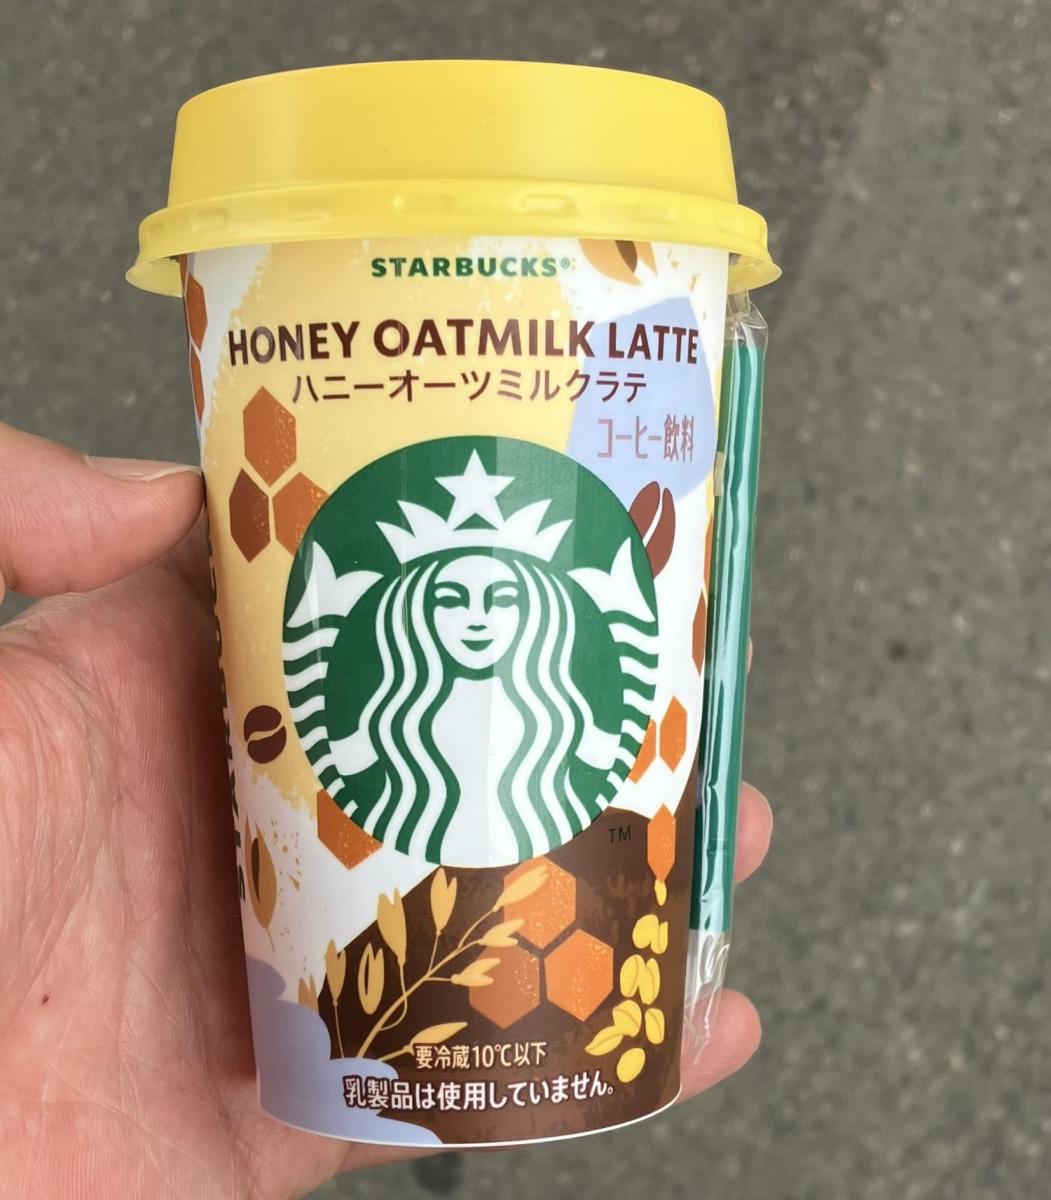 STARBUCKS®
HONEY OATMILK LATTE
ハニーオーツミルクラテ
コーヒー飲料
TM
要冷蔵10℃以下
乳製品は使用していません。